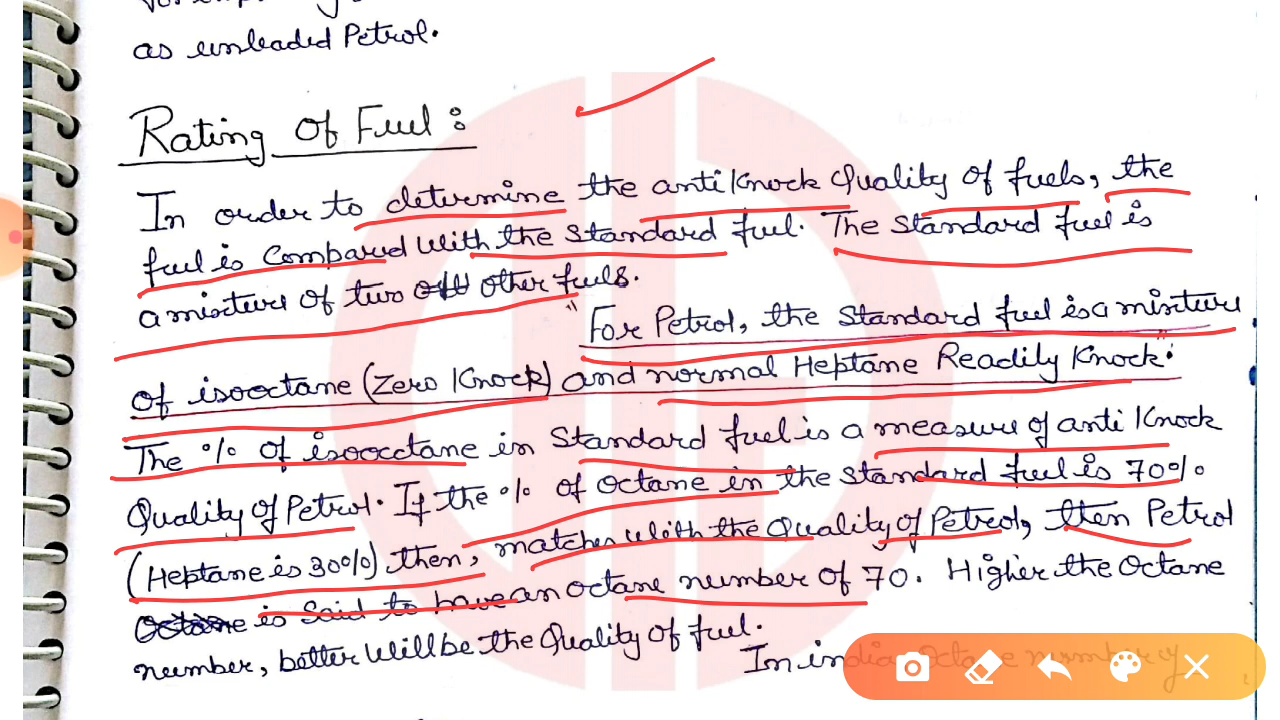 as unleaded Petrol.
Rating of Fuel:
In order to determine the anti Knock Quality of fuels, the
fuel is Compared with the standard fuel. The standard fuel is
a mixture of two other fuels.
"For Petrol, the standard fuel is a mixture
of isooctane (Zero Knock) and normal Heptane Readily Knock."
The % of isooctane in standard fuel is a measure of anti Knock
Quality of Petrol. If the % of octane in the standard fuel is 70%
(Heptane is 30%) then, matches with the Quality of Petrol, then Petrol
is said to have an octane number of 70. Higher the octane
number, better will be the Quality of fuel.
In india octane number of